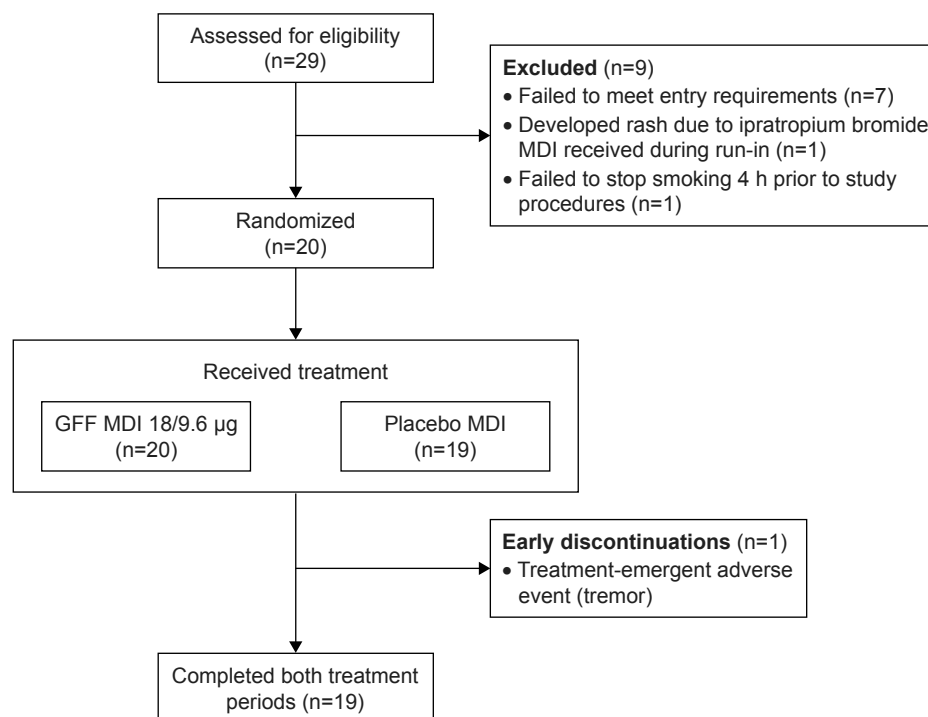 Assessed for eligibility
(n=29)
Excluded (n=9)
• Failed to meet entry requirements (n=7)
• Developed rash due to ipratropium bromide
MDI received during run-in (n=1)
• Failed to stop smoking 4 h prior to study
procedures (n=1)
Randomized
(n=20)
Received treatment
GFF MDI 18/9.6 µg
(n=20)
Placebo MDI
(n=19)
Early discontinuations (n=1)
• Treatment-emergent adverse
event (tremor)
Completed both treatment
periods (n=19)